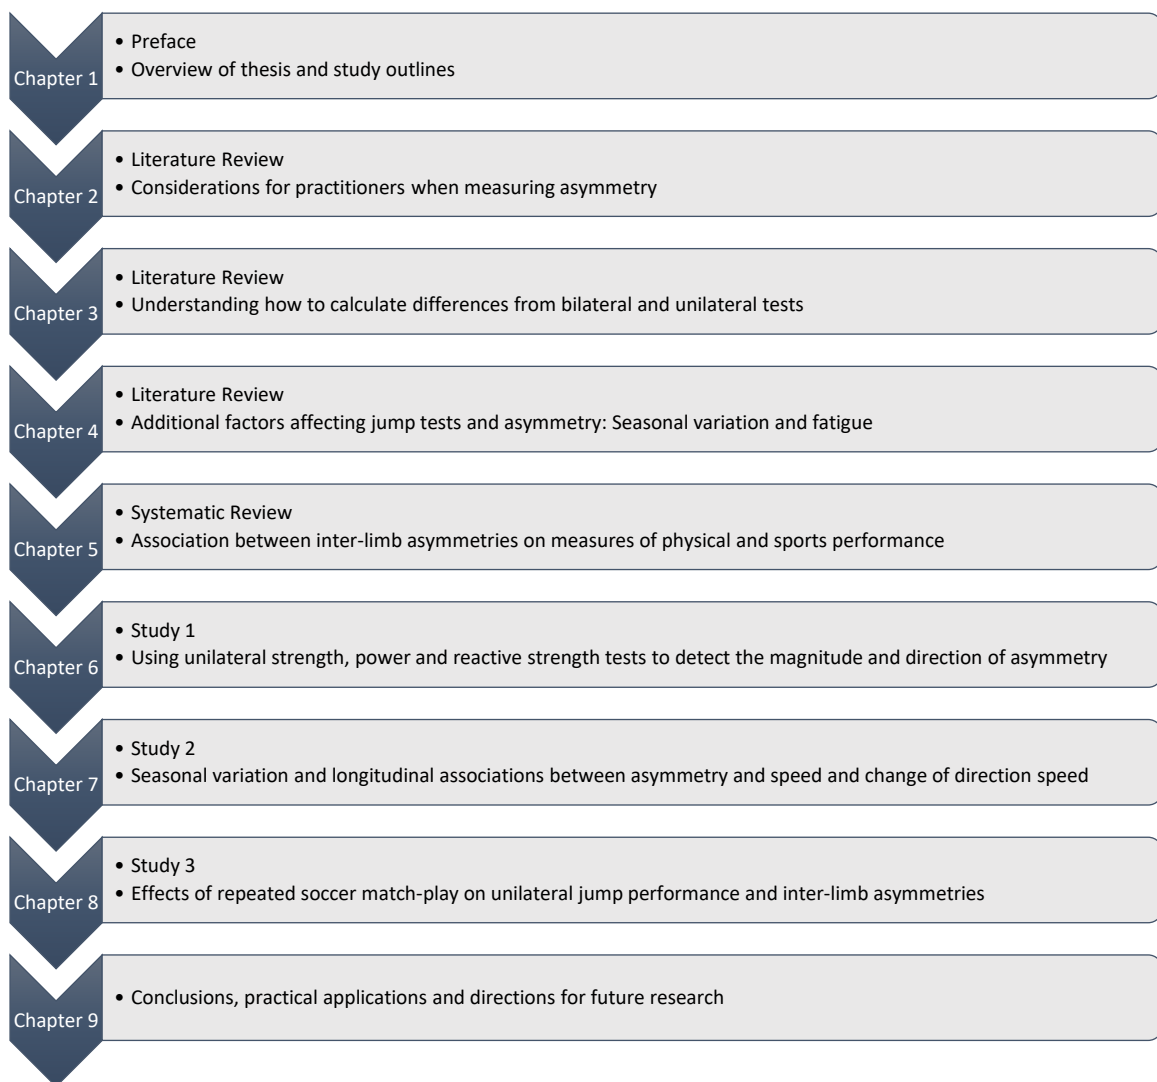 Chapter 1
• Preface
• Overview of thesis and study outlines
Chapter 2
• Literature Review
• Considerations for practitioners when measuring asymmetry
Chapter 3
• Literature Review
• Understanding how to calculate differences from bilateral and unilateral tests
Chapter 4
• Literature Review
• Additional factors affecting jump tests and asymmetry: Seasonal variation and fatigue
Chapter 5
• Systematic Review
• Association between inter-limb asymmetries on measures of physical and sports performance
Chapter 6
• Study 1
• Using unilateral strength, power and reactive strength tests to detect the magnitude and direction of asymmetry
Chapter 7
• Study 2
• Seasonal variation and longitudinal associations between asymmetry and speed and change of direction speed
Chapter 8
• Study 3
• Effects of repeated soccer match-play on unilateral jump performance and inter-limb asymmetries
Chapter 9
• Conclusions, practical applications and directions for future research